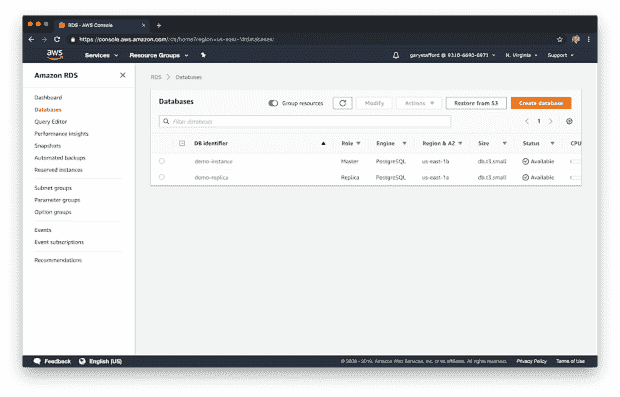 RDS - AWS Console
https://console.aws.amazon.com/rds/home?region=us-east-1#databases:
aws
Services
Resource Groups
garystafford @
N. Virginia
Support
Amazon RDS
RDS > Databases
Dashboard
Databases
Query Editor
Performance insights
Snapshots
Automated backups
Reserved instances
Subnet groups
Parameter groups
Option groups
Events
Event subscriptions
Recommendations
Databases
Group resources
Modify
Actions
Restore from S3
Create database
Filter databases
1
DB identifier Role Engine Region & AZ Size Status CPU
demo-instance Master PostgreSQL us-east-1b db.t3.small Available
demo-replica Replica PostgreSQL us-east-1a db.t3.small Available
Feedback English (US)
Amazon Web Services, Inc. or its affiliates. All rights reserved. Privacy Policy Terms of Use